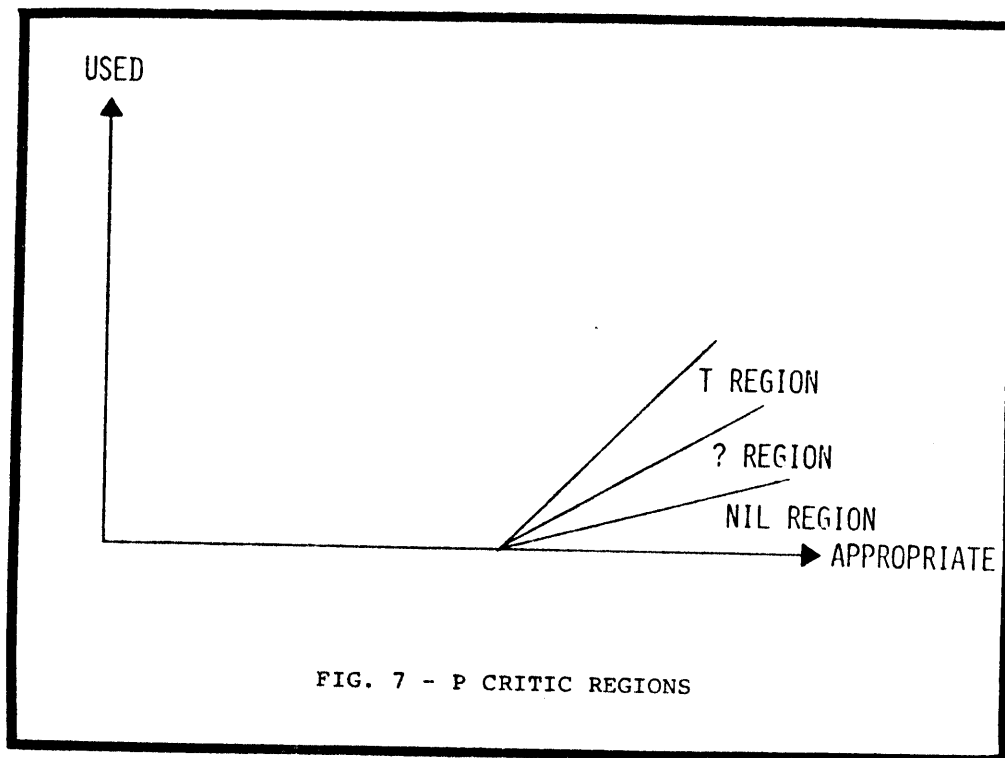 USED
T REGION
? REGION
NIL REGION
APPROPRIATE
FIG. 7 - P CRITIC REGIONS